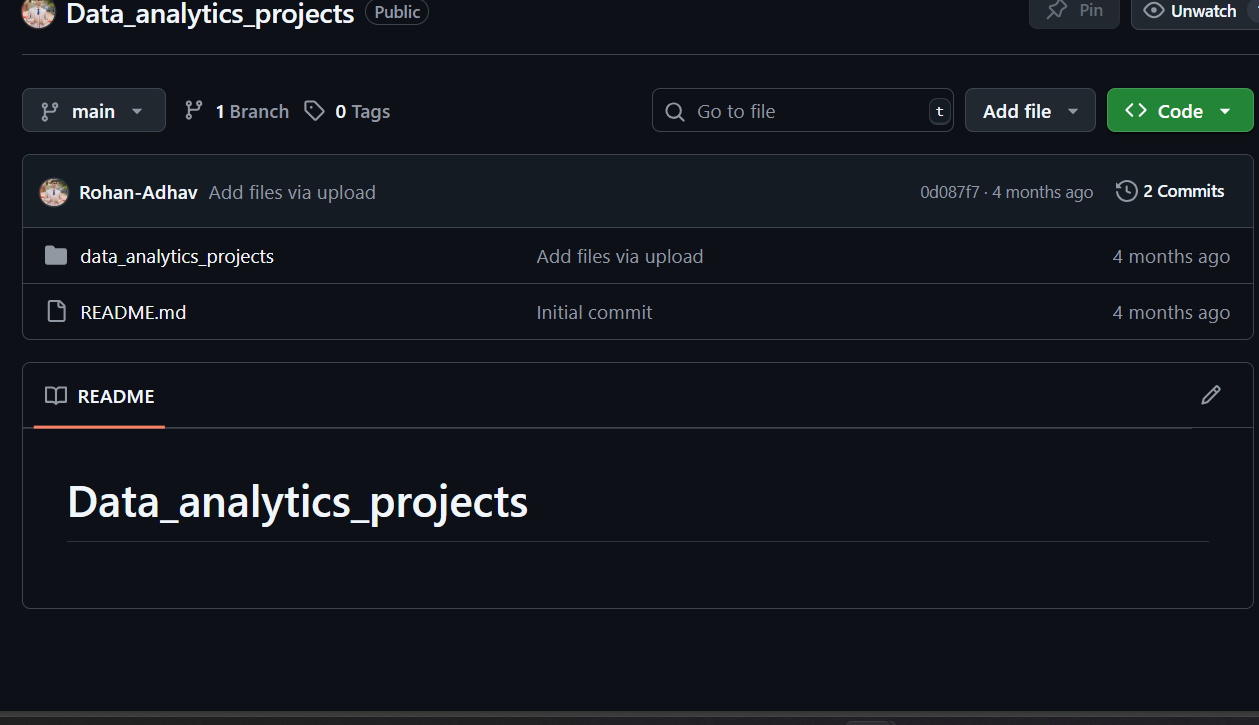 Data_analytics_projects Public Pin Unwatch
main 1 Branch 0 Tags Go to file t Add file Code
Rohan-Adhav Add files via upload 0d087f7 · 4 months ago 2 Commits
data_analytics_projects Add files via upload 4 months ago
README.md Initial commit 4 months ago
README
Data_analytics_projects